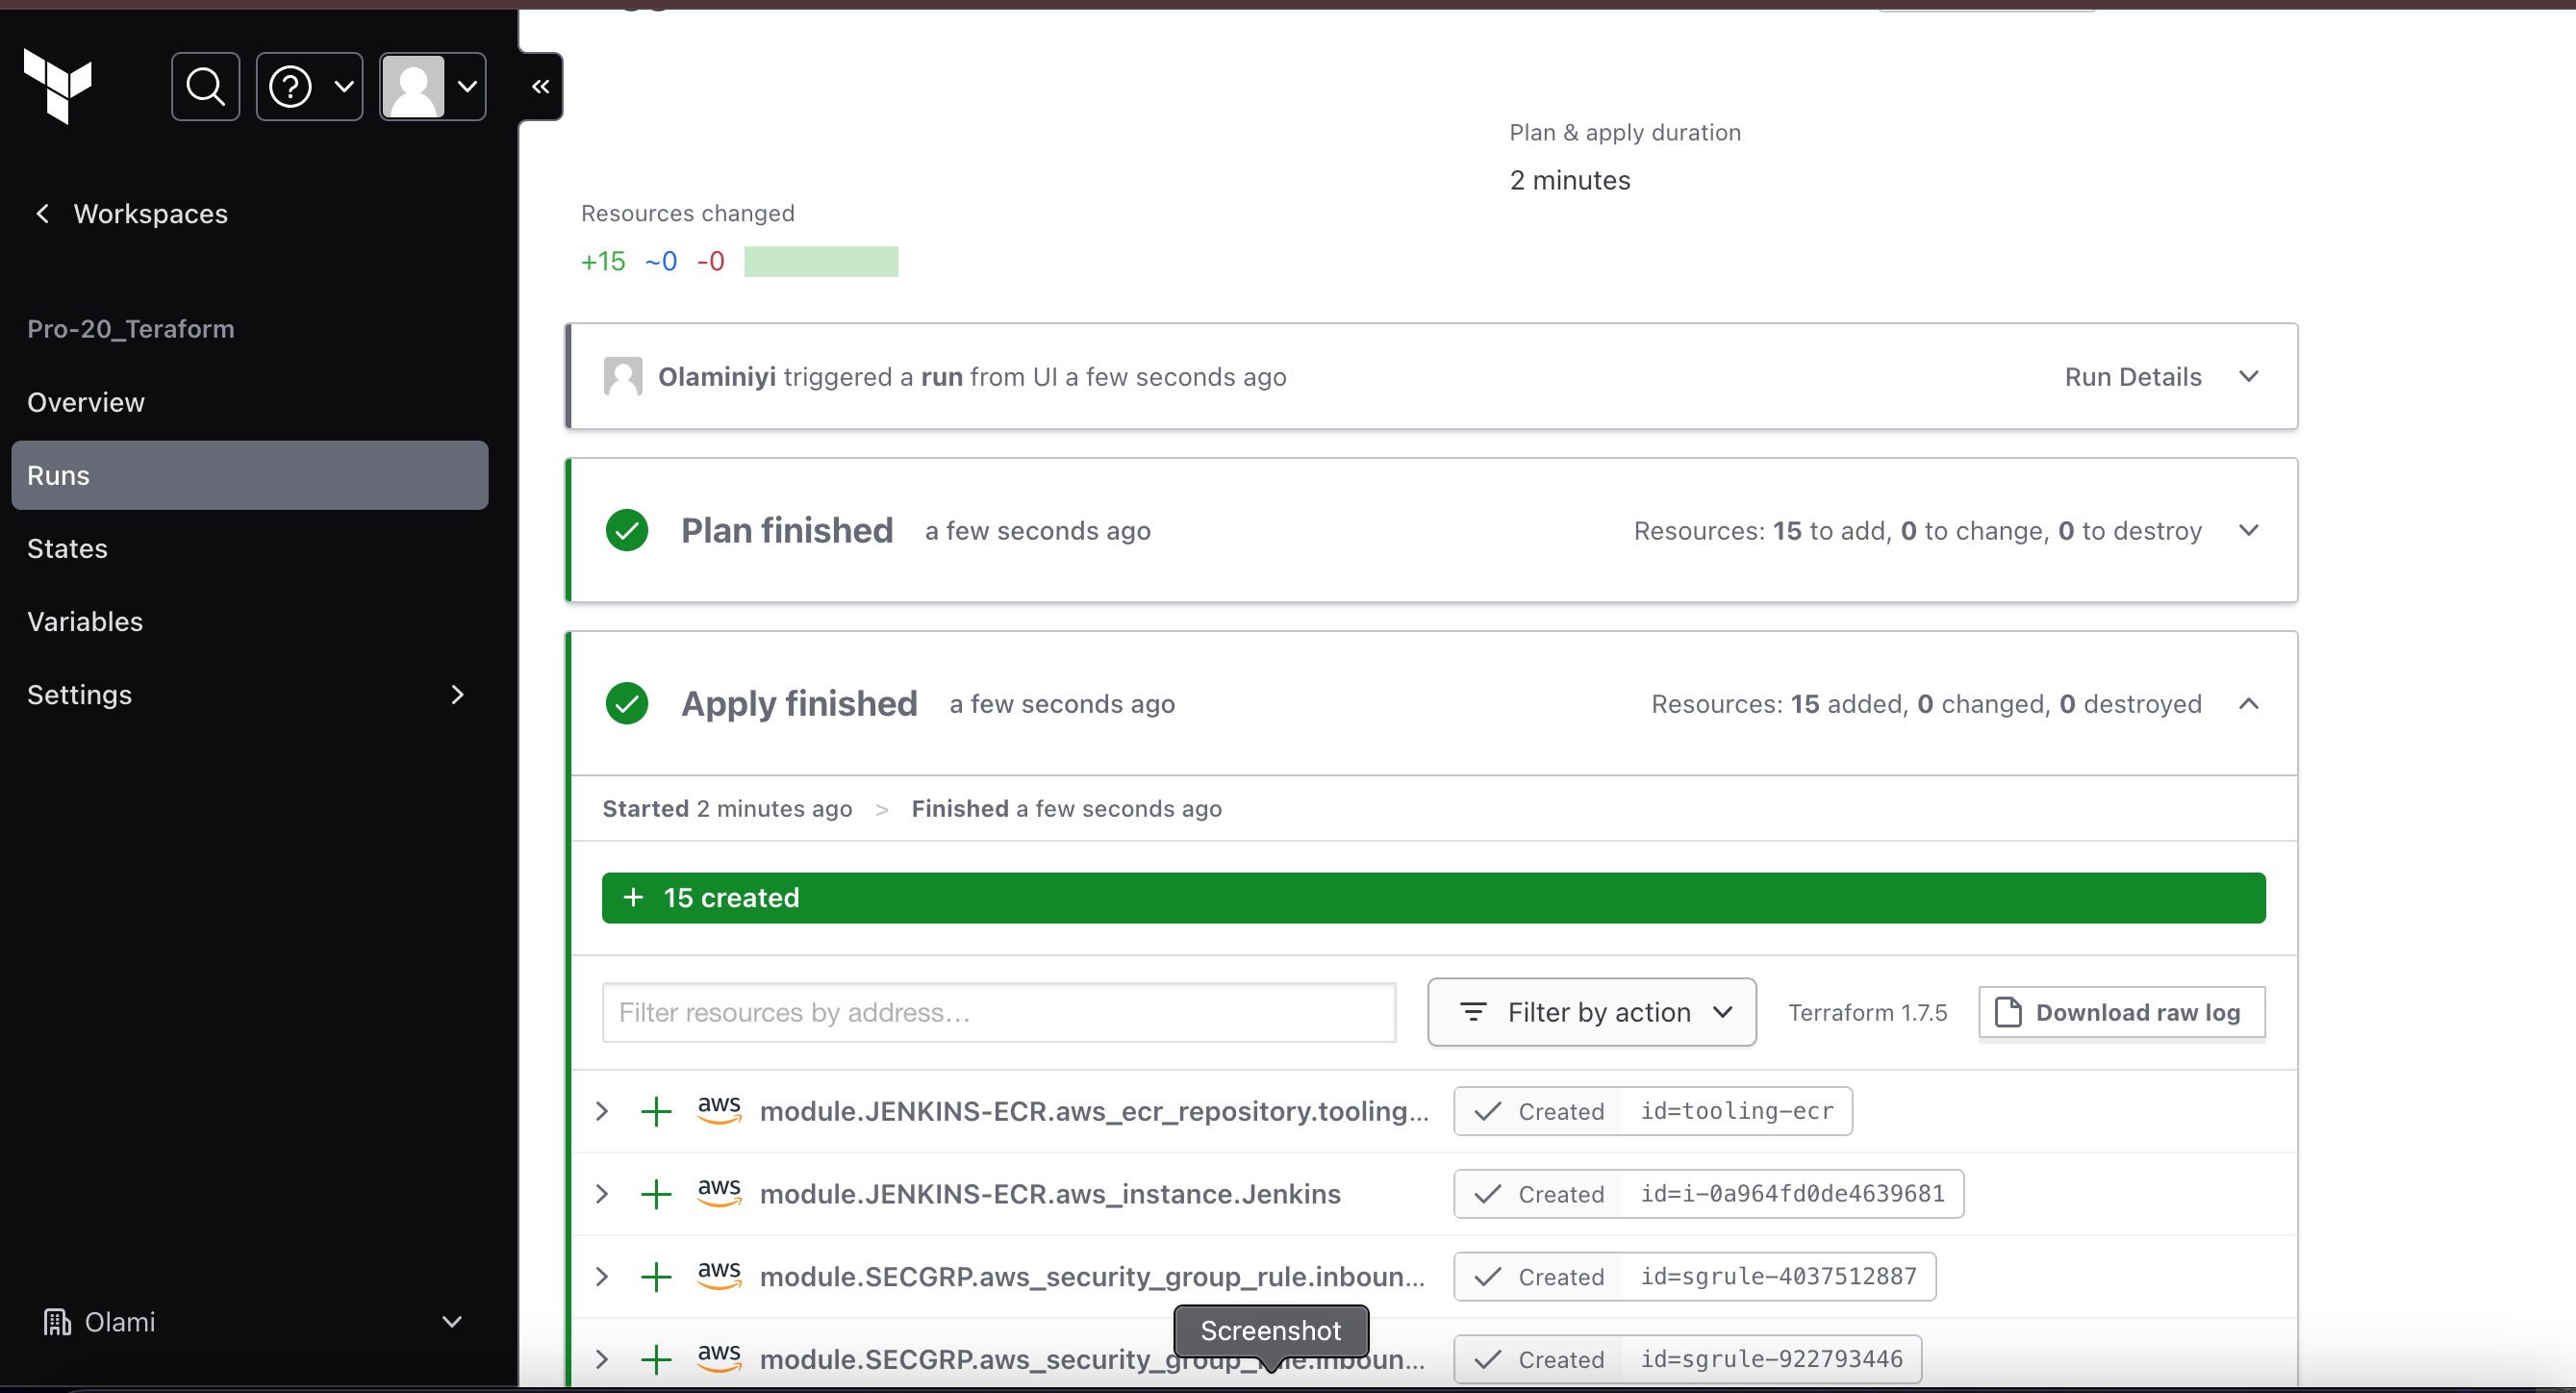 Workspaces
Pro-20_Teraform
Overview
Runs
States
Variables
Settings
Olami
Plan & apply duration
2 minutes
Resources changed
+15 ~0 -0
Olaminiyi triggered a run from UI a few seconds ago
Run Details
Plan finished a few seconds ago
Resources: 15 to add, 0 to change, 0 to destroy
Apply finished a few seconds ago
Resources: 15 added, 0 changed, 0 destroyed
Started 2 minutes ago > Finished a few seconds ago
+ 15 created
Filter resources by address…
Filter by action
Terraform 1.7.5
Download raw log
aws module.JENKINS-ECR.aws_ecr_repository.tooling… Created id=tooling-ecr
aws module.JENKINS-ECR.aws_instance.Jenkins Created id=i-0a964fd0de4639681
aws module.SECGRP.aws_security_group_rule.inboun… Created id=sgrule-4037512887
Screenshot
aws module.SECGRP.aws_security_group_rule.inboun… Created id=sgrule-922793446